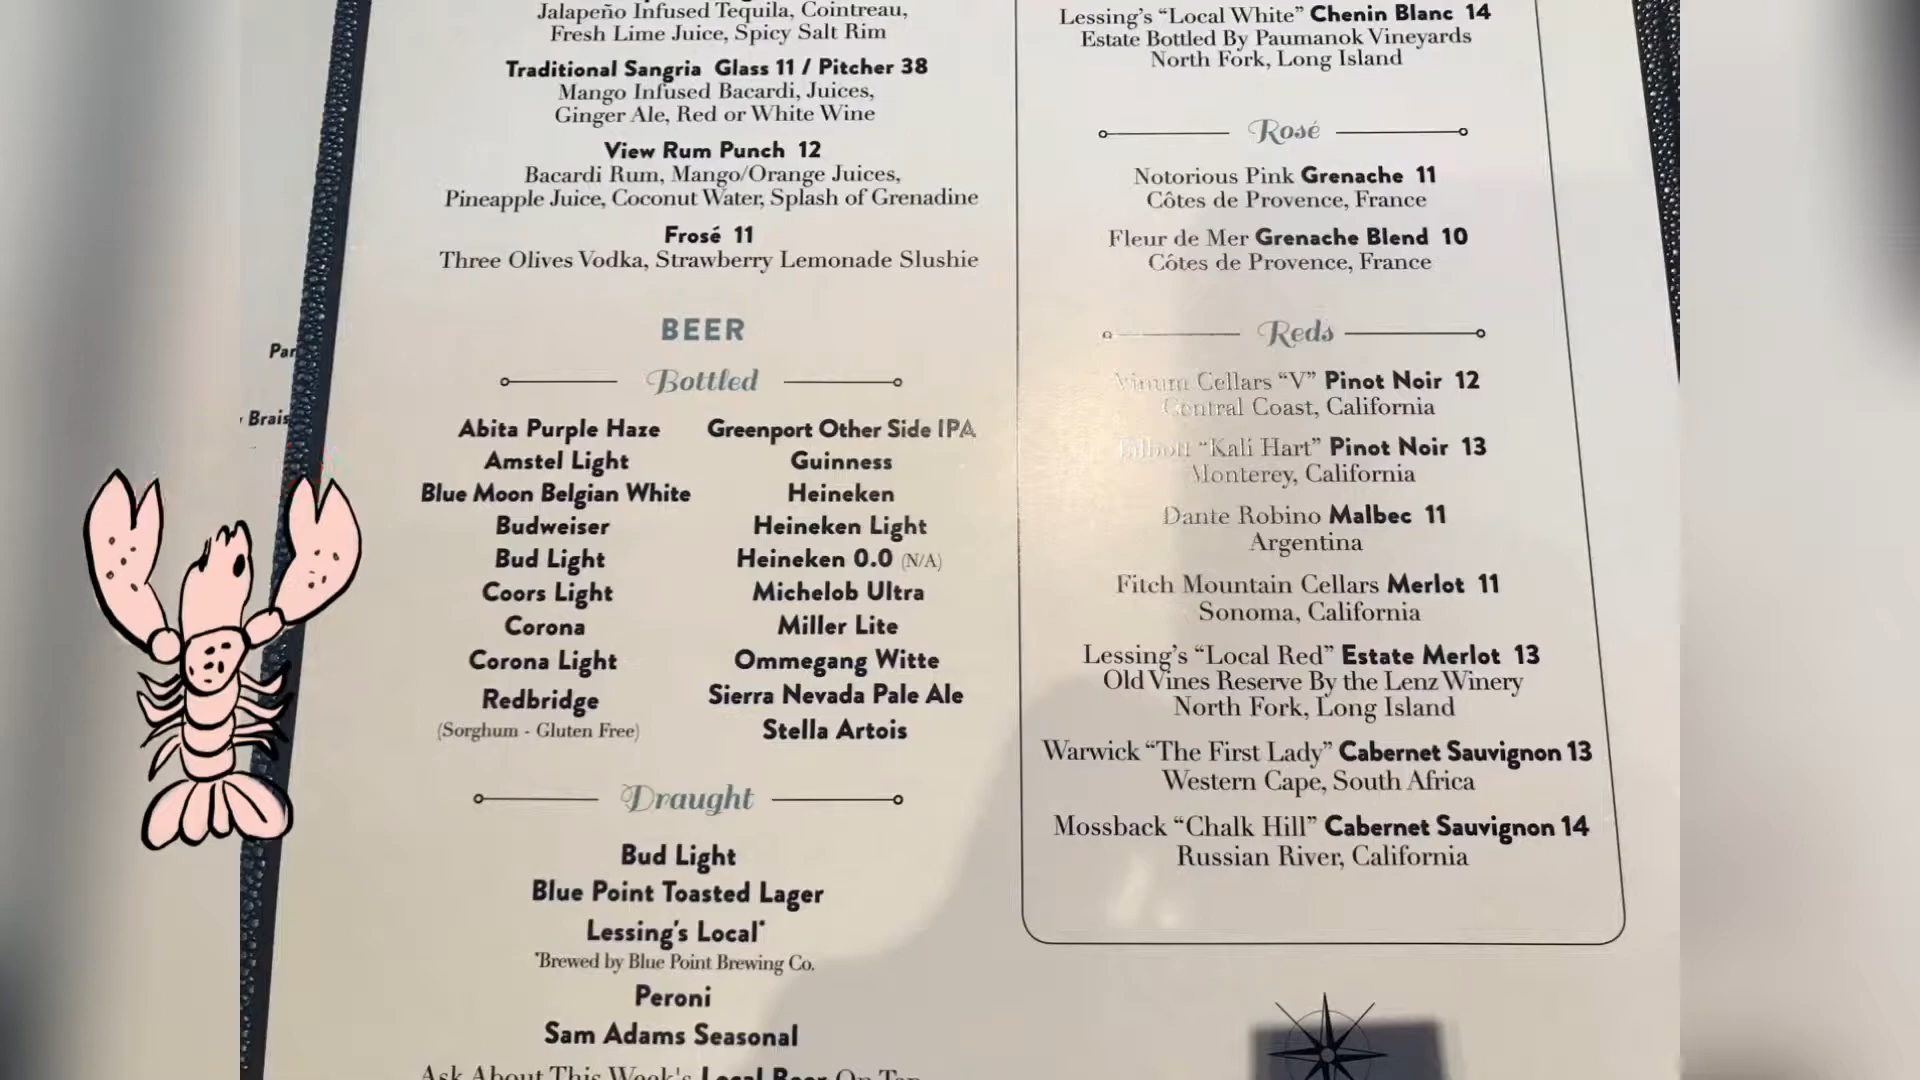 Jalapeño Infused Tequila, Cointreau,
Fresh Lime Juice, Spicy Salt Rim
Traditional Sangria Glass 11 / Pitcher 38
Mango Infused Bacardi, Juices,
Ginger Ale, Red or White Wine
View Rum Punch 12
Bacardi Rum, Mango/Orange Juices,
Pineapple Juice, Coconut Water, Splash of Grenadine
Frosé 11
Three Olives Vodka, Strawberry Lemonade Slushie
BEER
Bottled
Abita Purple Haze
Amstel Light
Blue Moon Belgian White
Budweiser
Bud Light
Coors Light
Corona
Corona Light
Redbridge
(Sorghum - Gluten Free)
Greenport Other Side IPA
Guinness
Heineken
Heineken Light
Heineken 0.0 (N/A)
Michelob Ultra
Miller Lite
Ommegang Witte
Sierra Nevada Pale Ale
Stella Artois
Draught
Bud Light
Blue Point Toasted Lager
Lessing's Local*
*Brewed by Blue Point Brewing Co.
Peroni
Sam Adams Seasonal
Ask About This Week's Local Beer On Tap
Lessing's “Local White” Chenin Blanc 14
Estate Bottled By Paumanok Vineyards
North Fork, Long Island
Rosé
Notorious Pink Grenache 11
Côtes de Provence, France
Fleur de Mer Grenache Blend 10
Côtes de Provence, France
Reds
Vinum Cellars “V” Pinot Noir 12
Central Coast, California
Talbott “Kali Hart” Pinot Noir 13
Monterey, California
Dante Robino Malbec 11
Argentina
Fitch Mountain Cellars Merlot 11
Sonoma, California
Lessing's “Local Red” Estate Merlot 13
Old Vines Reserve By the Lenz Winery
North Fork, Long Island
Warwick “The First Lady” Cabernet Sauvignon 13
Western Cape, South Africa
Mossback “Chalk Hill” Cabernet Sauvignon 14
Russian River, California